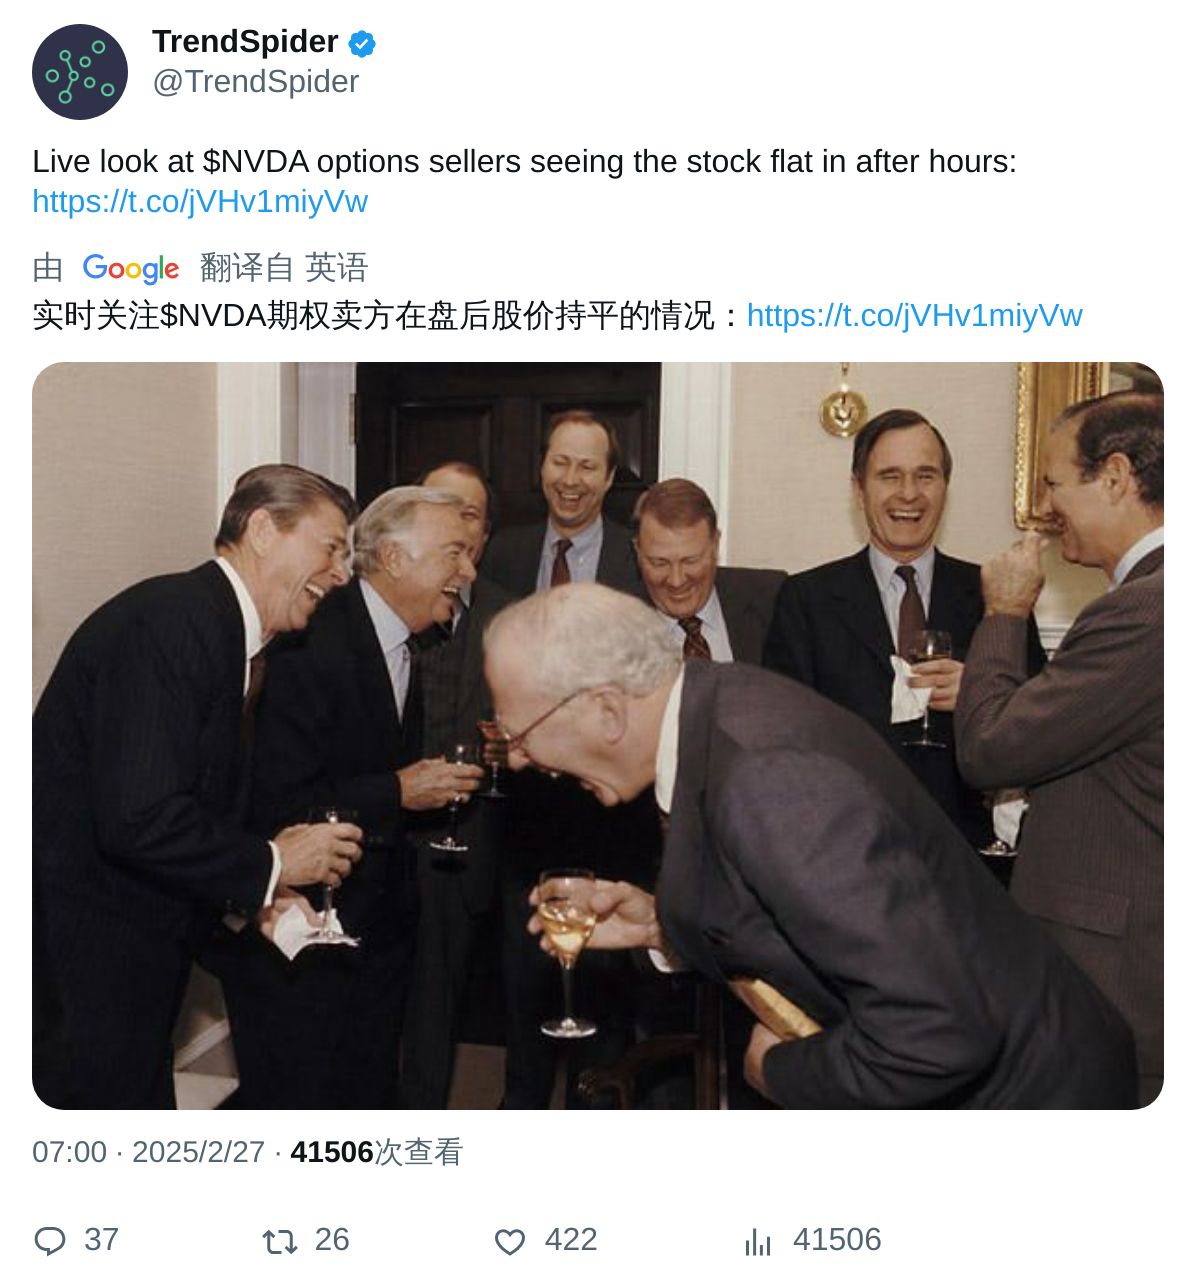 TrendSpider
@TrendSpider
Live look at $NVDA options sellers seeing the stock flat in after hours:
https://t.co/jVHv1miyVw
由 Google 翻译自 英语
实时关注$NVDA期权卖方在盘后股价持平的情况：https://t.co/jVHv1miyVw
07:00 · 2025/2/27 · 41506次查看
37 26 422 41506